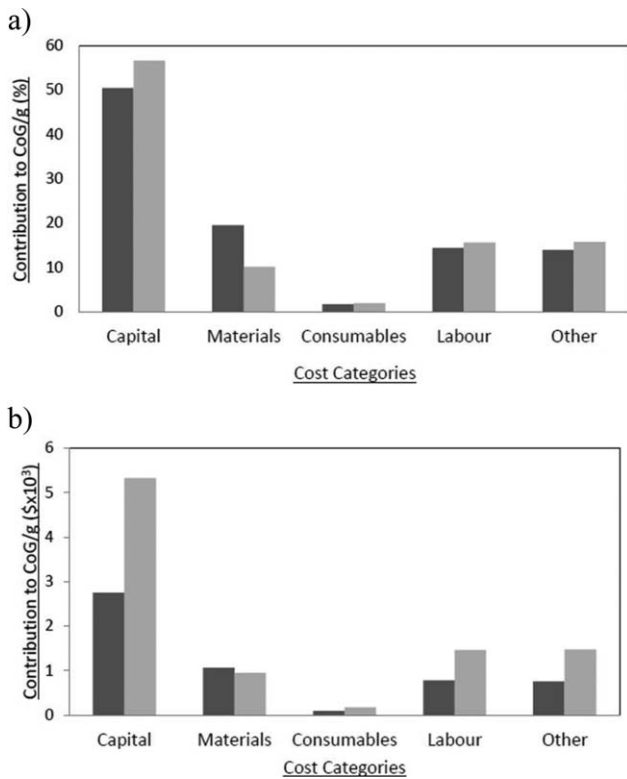 a)
Contribution to CoG/g (%)
60
50
40
30
20
10
0
Capital Materials Consumables Labour Other
Cost Categories
b)
Contribution to CoG/g ($x10³)
6
5
4
3
2
1
0
Capital Materials Consumables Labour Other
Cost Categories